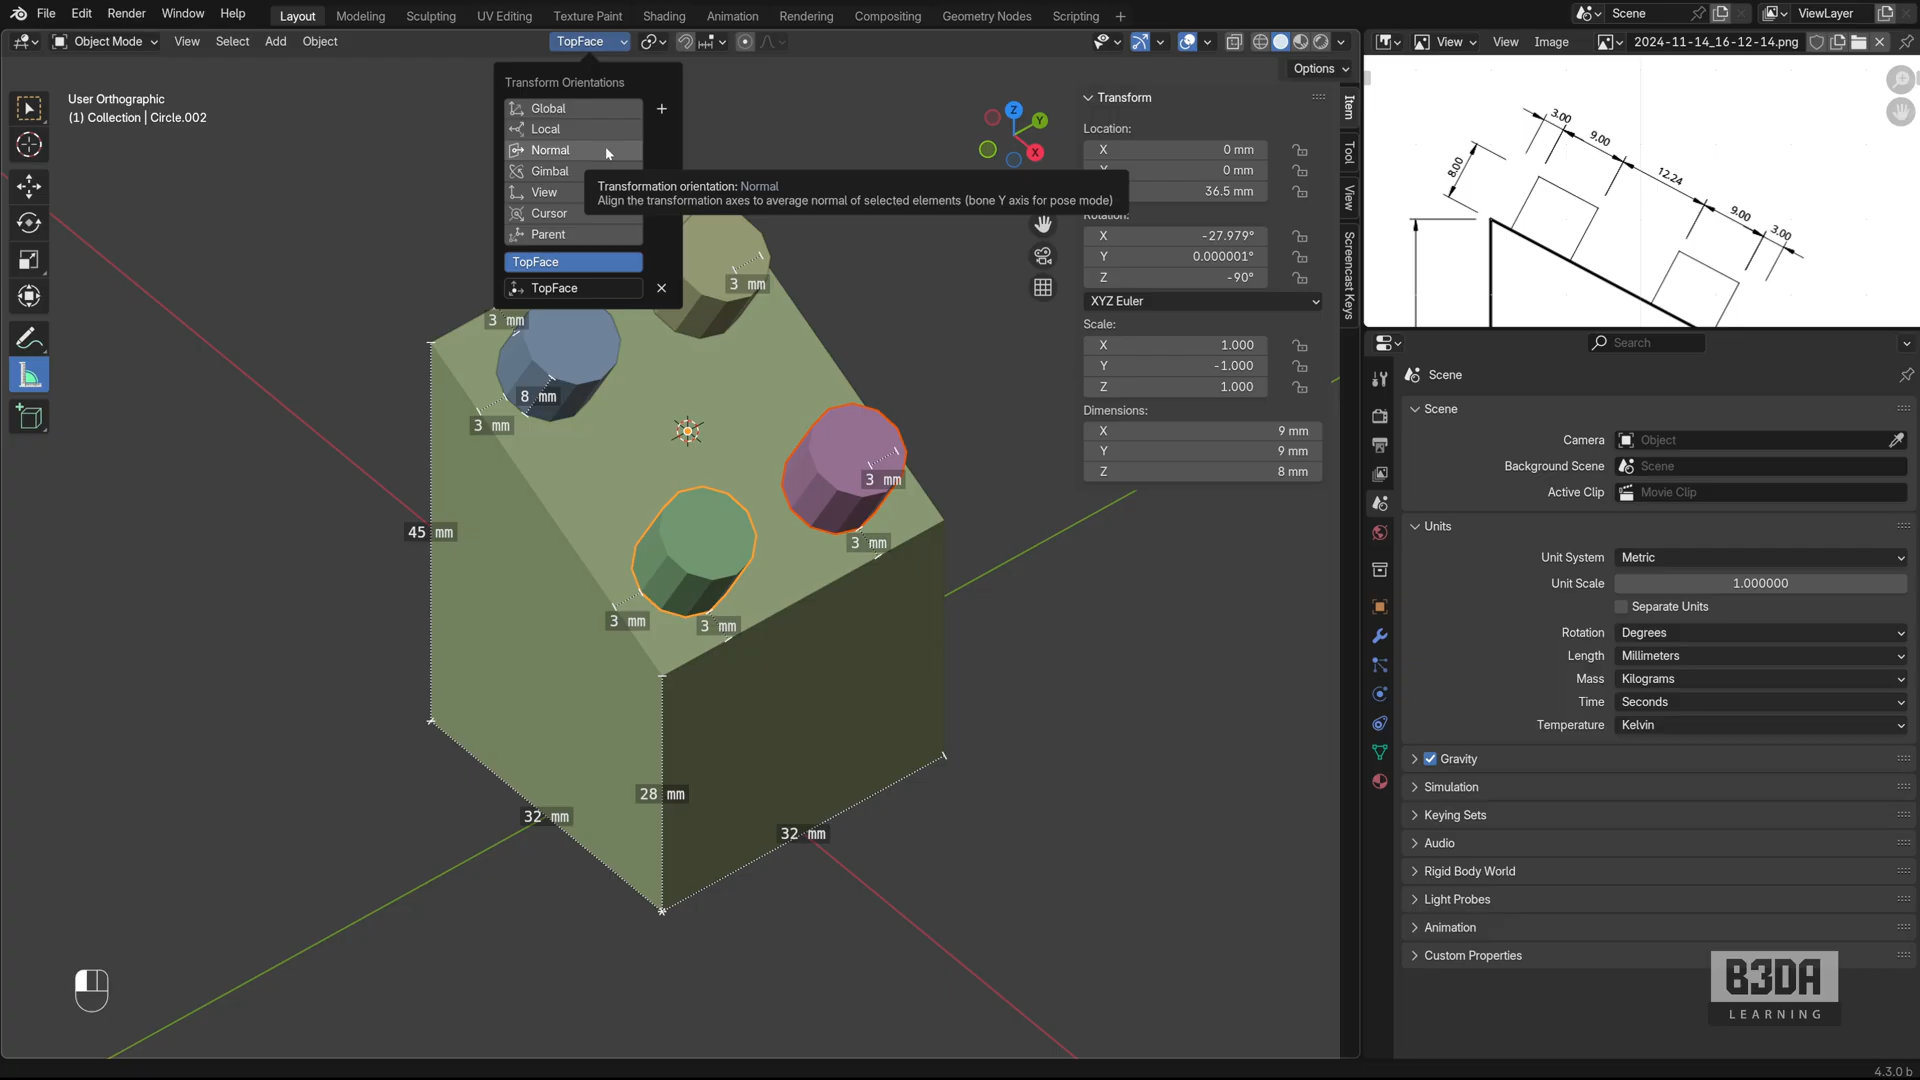 File Edit Render Window Help
Layout Modeling Sculpting UV Editing Texture Paint Shading Animation Rendering Compositing Geometry Nodes Scripting
Scene
ViewLayer
Object Mode View Select Add Object
TopFace
View View Image 2024-11-14_16-12-14.png
Options
User Orthographic
(1) Collection | Circle.002
Transform Orientations
Global
Local
Normal
Gimbal
View
Cursor
Parent
TopFace
TopFace
Transformation orientation: Normal
Align the transformation axes to average normal of selected elements (bone Y axis for pose mode)
Z
Y
X
Transform
Location:
X 0 mm
Y 0 mm
36.5 mm
Rotation:
X -27.979°
Y 0.000001°
Z -90°
XYZ Euler
Scale:
X 1.000
Y -1.000
Z 1.000
Dimensions:
X 9 mm
Y 9 mm
Z 8 mm
Item
Tool
View
Screencast Keys
3 mm
3 mm
8 mm
3 mm
3 mm
3 mm
3 mm
3 mm
45 mm
28 mm
32 mm
32 mm
3.00
9.00
8.00
12.24
9.00
3.00
Search
Scene
Scene
Camera Object
Background Scene Scene
Active Clip Movie Clip
Units
Unit System Metric
Unit Scale 1.000000
Separate Units
Rotation Degrees
Length Millimeters
Mass Kilograms
Time Seconds
Temperature Kelvin
Gravity
Simulation
Keying Sets
Audio
Rigid Body World
Light Probes
Animation
Custom Properties
B3DA
LEARNING
4.3.0 b